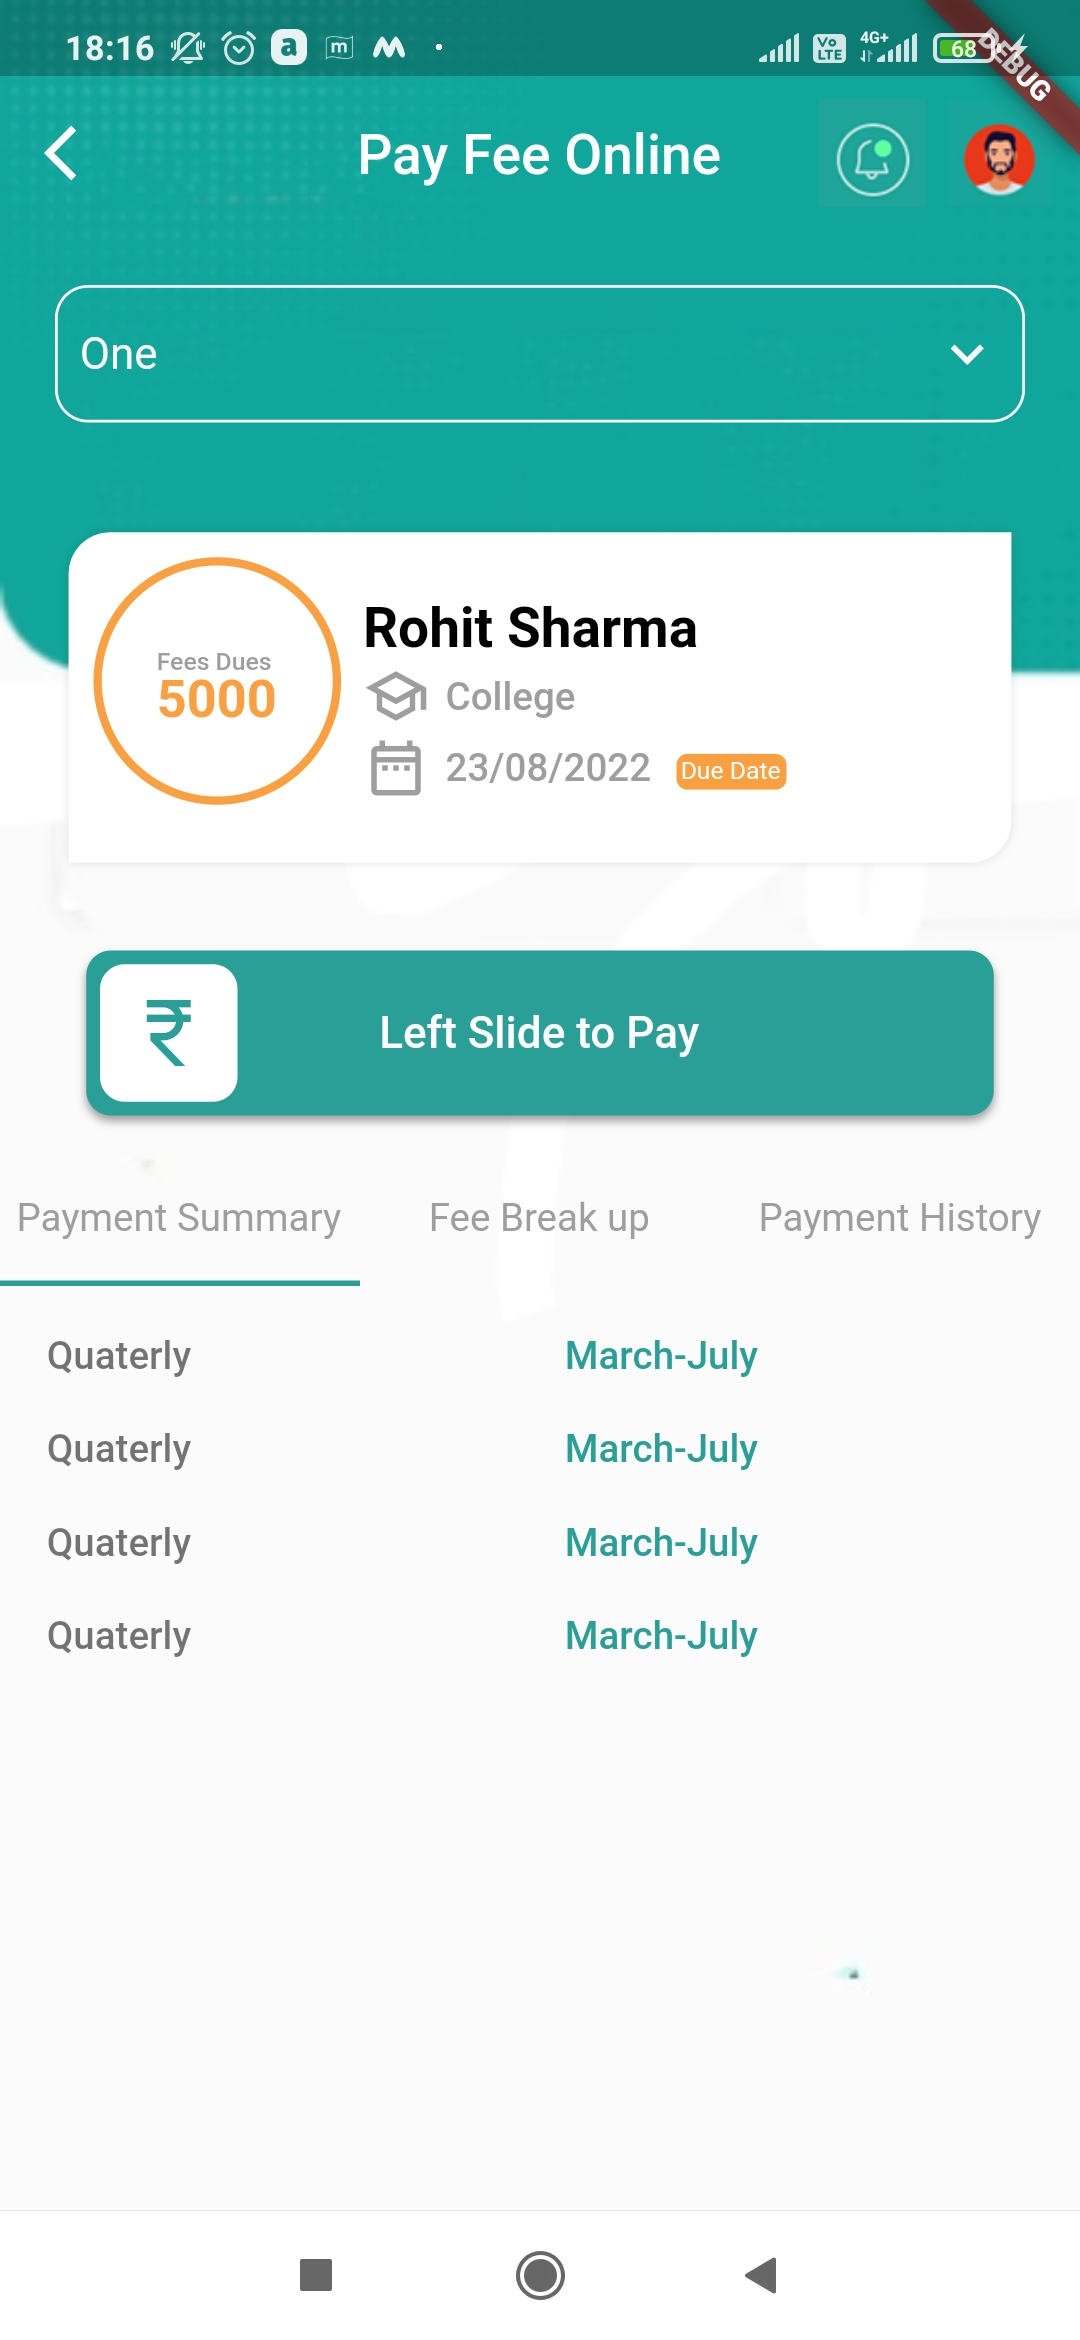 18:16 a m Vo LTE 4G+ 68
DEBUG
Pay Fee Online
One
Fees Dues
5000
Rohit Sharma
College
23/08/2022 Due Date
₹ Left Slide to Pay
Payment Summary Fee Break up Payment History
Quaterly March-July
Quaterly March-July
Quaterly March-July
Quaterly March-July